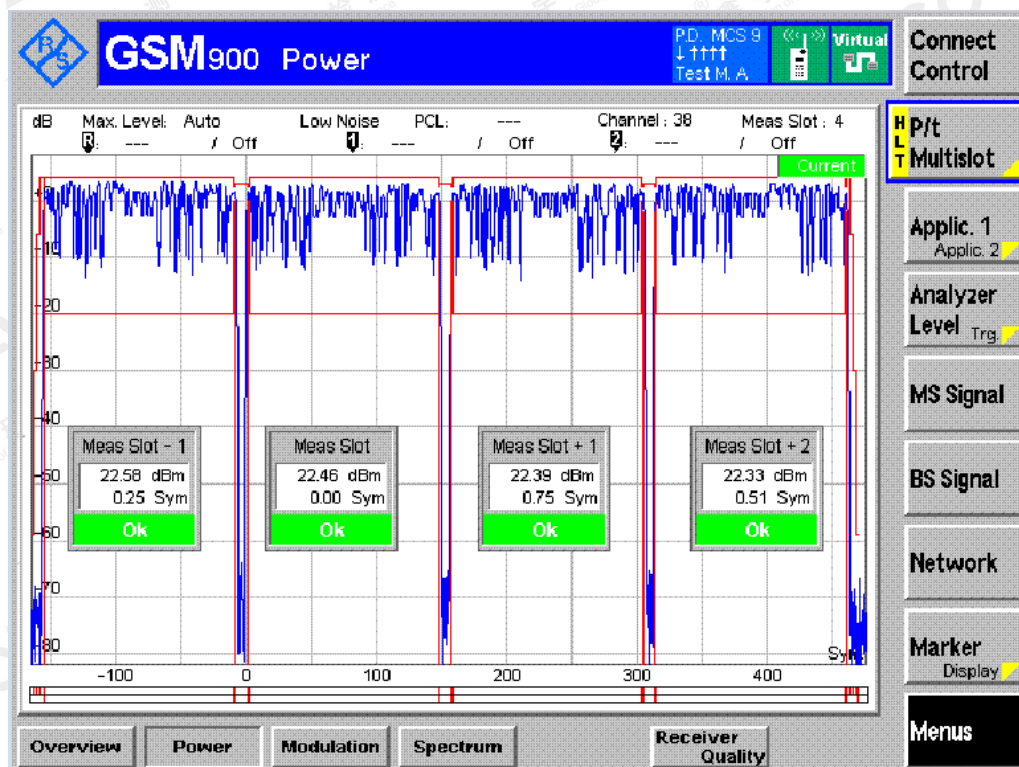 R&S
GSM900 Power
P.D. MCS 9
↓↑↑↑↑
Test M. A
Virtual
Connect Control
dB Max. Level: Auto Low Noise PCL: --- Channel : 38 Meas Slot : 4
R: --- / Off 1: --- / Off 2: --- / Off
HLT
P/t Multislot
Current
Applic. 1
Applic. 2
-10
-20
Analyzer Level Trg.
-30
MS Signal
-40
Meas Slot - 1
22.58 dBm
0.25 Sym
Ok
Meas Slot
22.46 dBm
0.00 Sym
Ok
Meas Slot + 1
22.39 dBm
0.75 Sym
Ok
Meas Slot + 2
22.33 dBm
0.51 Sym
Ok
-50
BS Signal
-60
Network
-70
-80
Marker
Display
-100 0 100 200 300 400
Menus
Overview Power Modulation Spectrum Receiver Quality